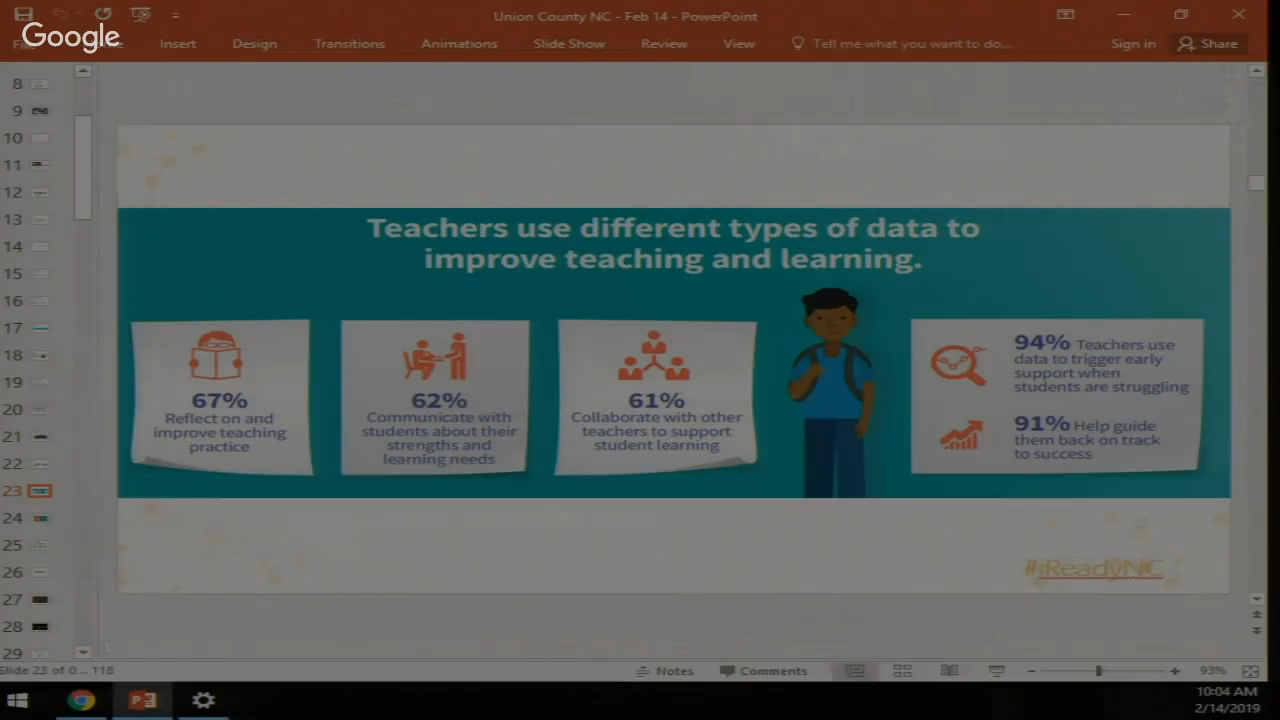 Union County NC - Feb 14 - PowerPoint
Google
Insert Design Transitions Animations Slide Show Review View Tell me what you want to do... Sign in Share
8
9
10
11
12
13
14
15
16
17
18
19
20
21
22
23
24
25
26
27
28
29
Teachers use different types of data to
improve teaching and learning.
67%
Reflect on and
improve teaching
practice
62%
Communicate with
students about their
strengths and
learning needs
61%
Collaborate with other
teachers to support
student learning
94% Teachers use
data to trigger early
support when
students are struggling
91% Help guide
them back on track
to success
#iReadyNC
Slide 23 of 0 .. 118
Notes Comments 93%
10:04 AM
2/14/2019